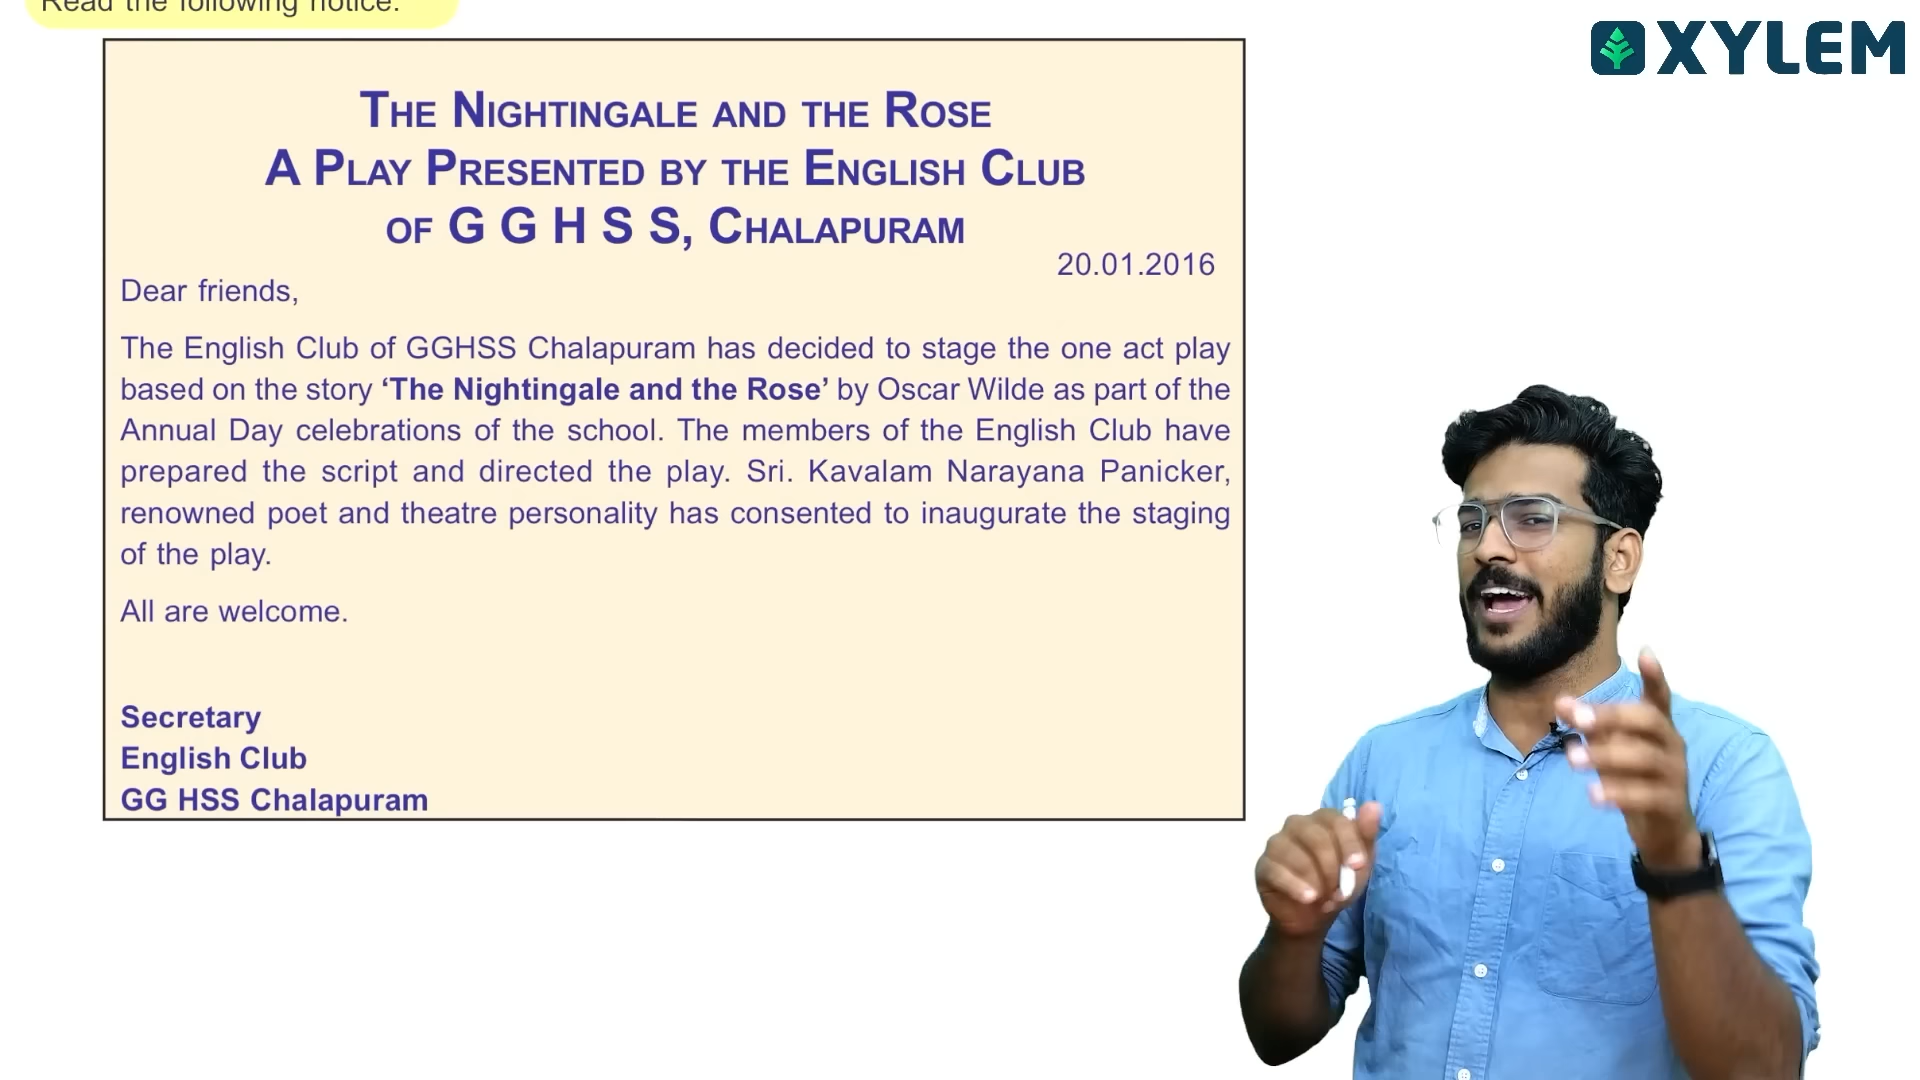 Read the following notice.
XYLEM
THE NIGHTINGALE AND THE ROSE
A PLAY PRESENTED BY THE ENGLISH CLUB
OF G G H S S, CHALAPURAM
20.01.2016
Dear friends,
The English Club of GGHSS Chalapuram has decided to stage the one act play
based on the story ‘The Nightingale and the Rose’ by Oscar Wilde as part of the
Annual Day celebrations of the school. The members of the English Club have
prepared the script and directed the play. Sri. Kavalam Narayana Panicker,
renowned poet and theatre personality has consented to inaugurate the staging
of the play.
All are welcome.
Secretary
English Club
GG HSS Chalapuram